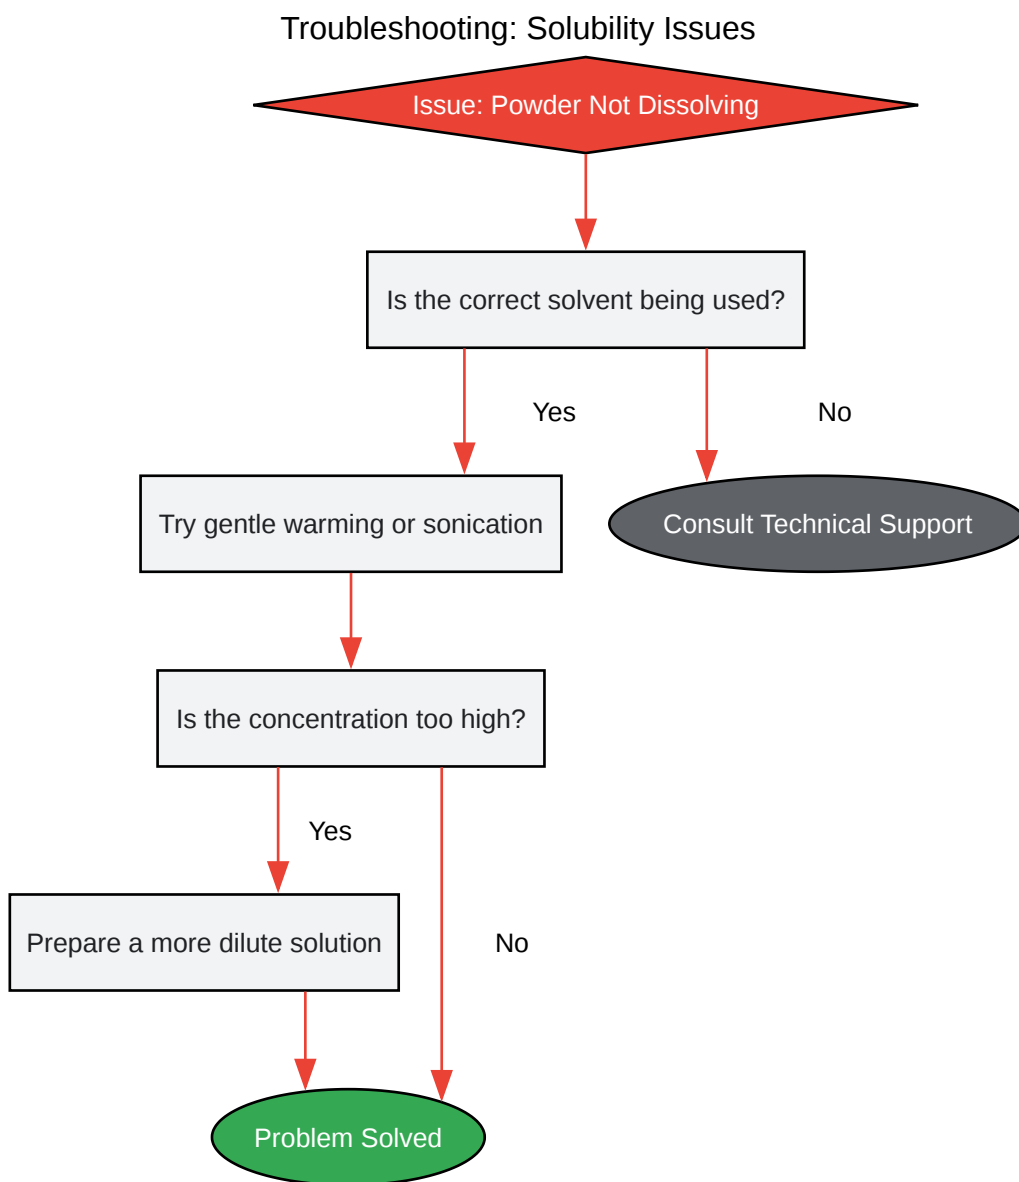 Troubleshooting: Solubility Issues
Issue: Powder Not Dissolving
Is the correct solvent being used?
Yes
No
Try gentle warming or sonication
Consult Technical Support
Is the concentration too high?
Yes
Prepare a more dilute solution
No
Problem Solved